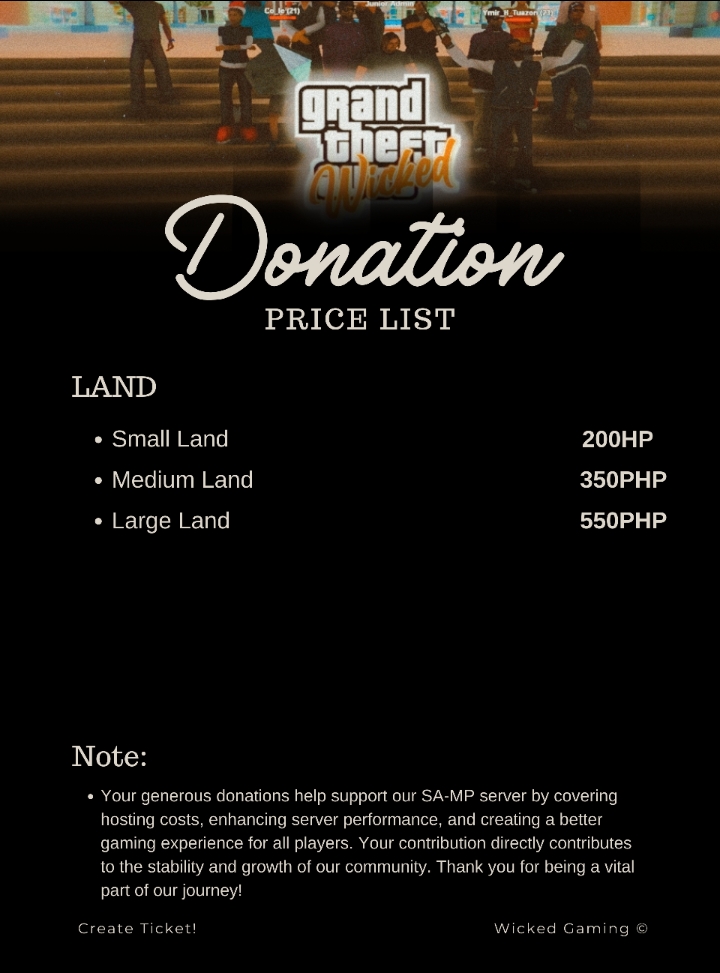 Junior Admin
Co_lo (21)
Ymir_R_Tuazon (27)
grand
theft
Wicked
Donation
PRICE LIST
LAND
• Small Land 200HP
• Medium Land 350PHP
• Large Land 550PHP
Note:
• Your generous donations help support our SA-MP server by covering
hosting costs, enhancing server performance, and creating a better
gaming experience for all players. Your contribution directly contributes
to the stability and growth of our community. Thank you for being a vital
part of our journey!
Create Ticket! Wicked Gaming ©